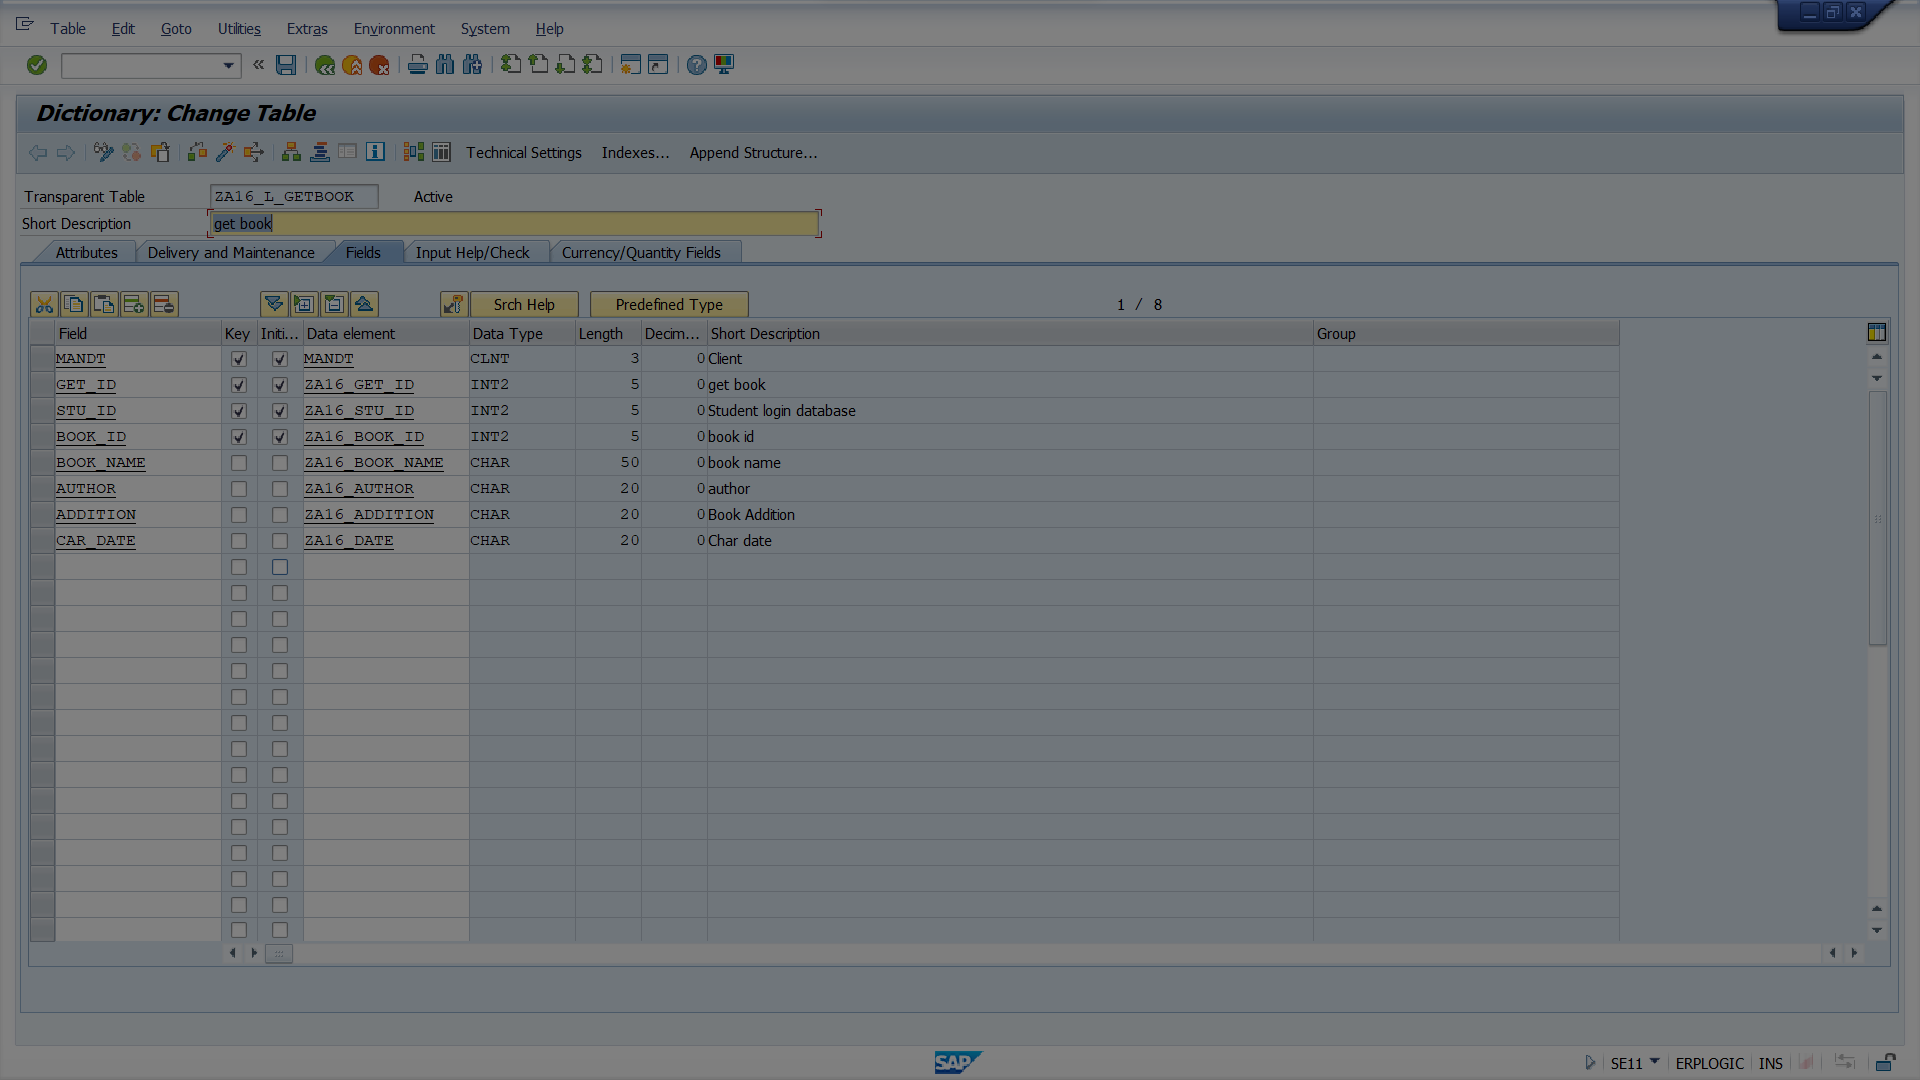 Table Edit Goto Utilities Extras Environment System Help
Dictionary: Change Table
Technical Settings Indexes... Append Structure...
Transparent Table ZA16_L_GETBOOK Active
Short Description get book
Attributes Delivery and Maintenance Fields Input Help/Check Currency/Quantity Fields
Srch Help Predefined Type 1 / 8
Field Key Initi... Data element Data Type Length Decim... Short Description Group
MANDT MANDT CLNT 3 0 Client
GET_ID ZA16_GET_ID INT2 5 0 get book
STU_ID ZA16_STU_ID INT2 5 0 Student login database
BOOK_ID ZA16_BOOK_ID INT2 5 0 book id
BOOK_NAME ZA16_BOOK_NAME CHAR 50 0 book name
AUTHOR ZA16_AUTHOR CHAR 20 0 author
ADDITION ZA16_ADDITION CHAR 20 0 Book Addition
CAR_DATE ZA16_DATE CHAR 20 0 Char date
SAP SE11 ERPLOGIC INS